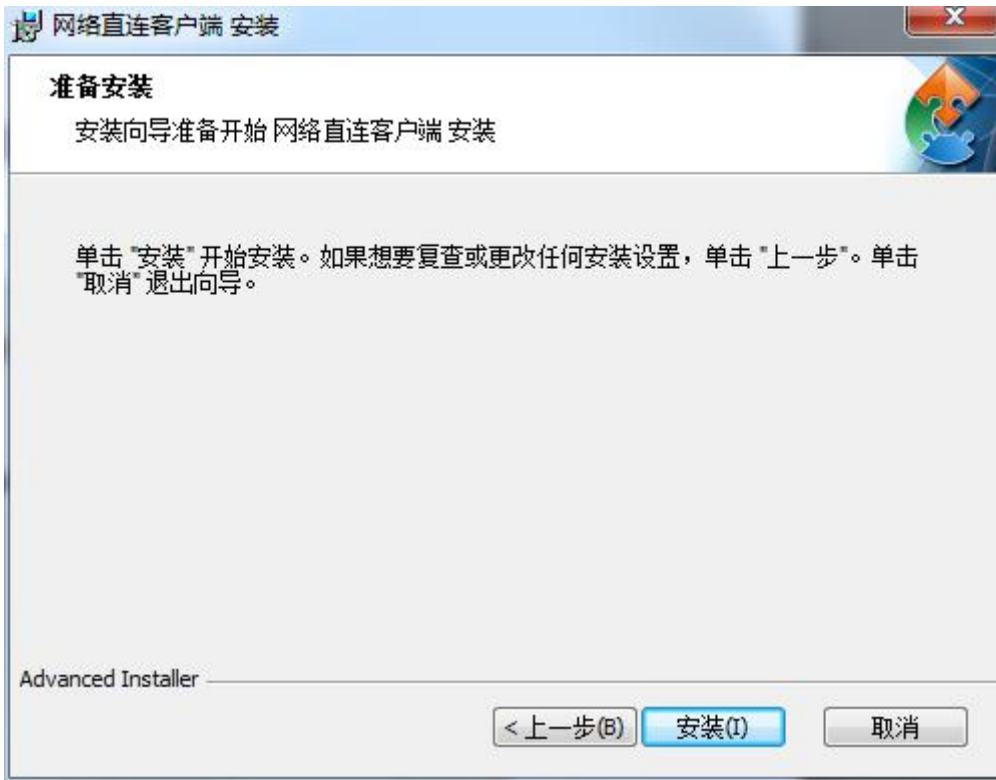 网络直连客户端 安装
准备安装
安装向导准备开始 网络直连客户端 安装
单击 "安装" 开始安装。如果想要复查或更改任何安装设置，单击 "上一步"。单击
"取消" 退出向导。
Advanced Installer
< 上一步(B) 安装(I) 取消